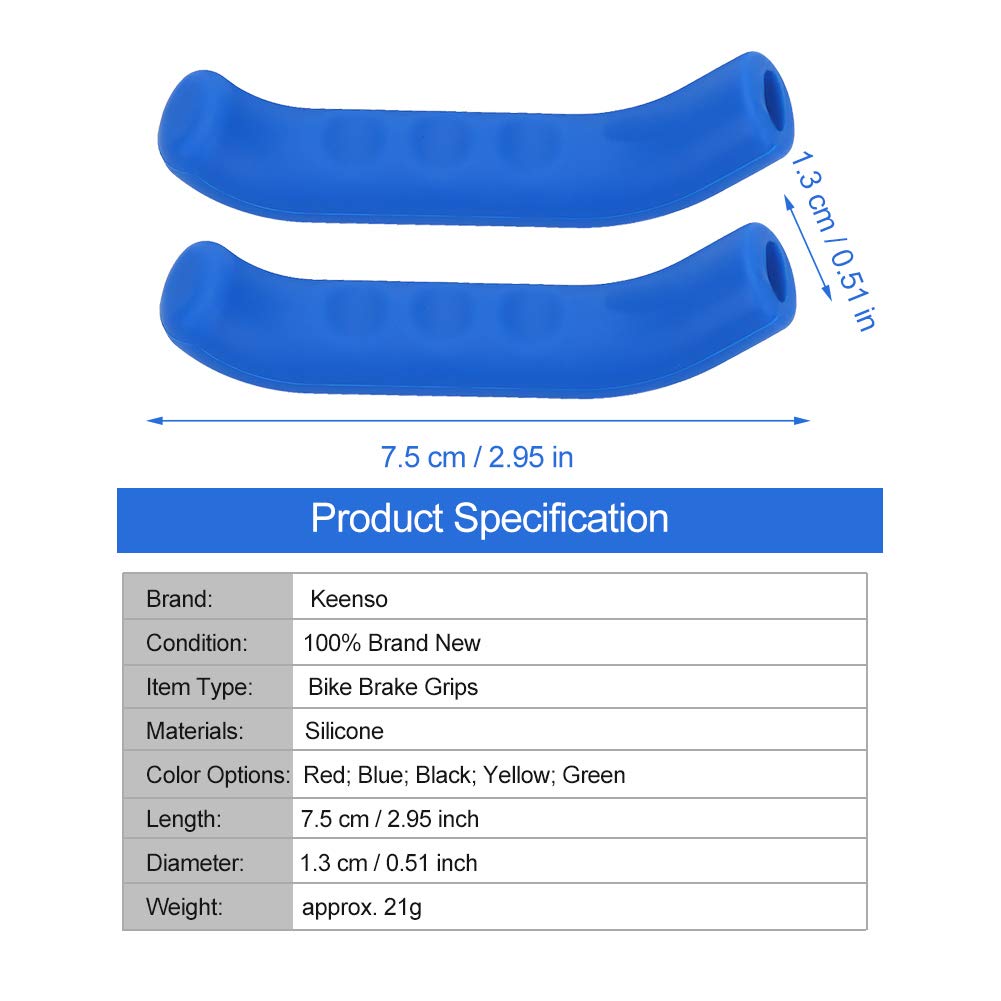 1.3 cm / 0.51 in
7.5 cm / 2.95 in
Product Specification
Brand: Keenso
Condition: 100% Brand New
Item Type: Bike Brake Grips
Materials: Silicone
Color Options: Red; Blue; Black; Yellow; Green
Length: 7.5 cm / 2.95 inch
Diameter: 1.3 cm / 0.51 inch
Weight: approx. 21g